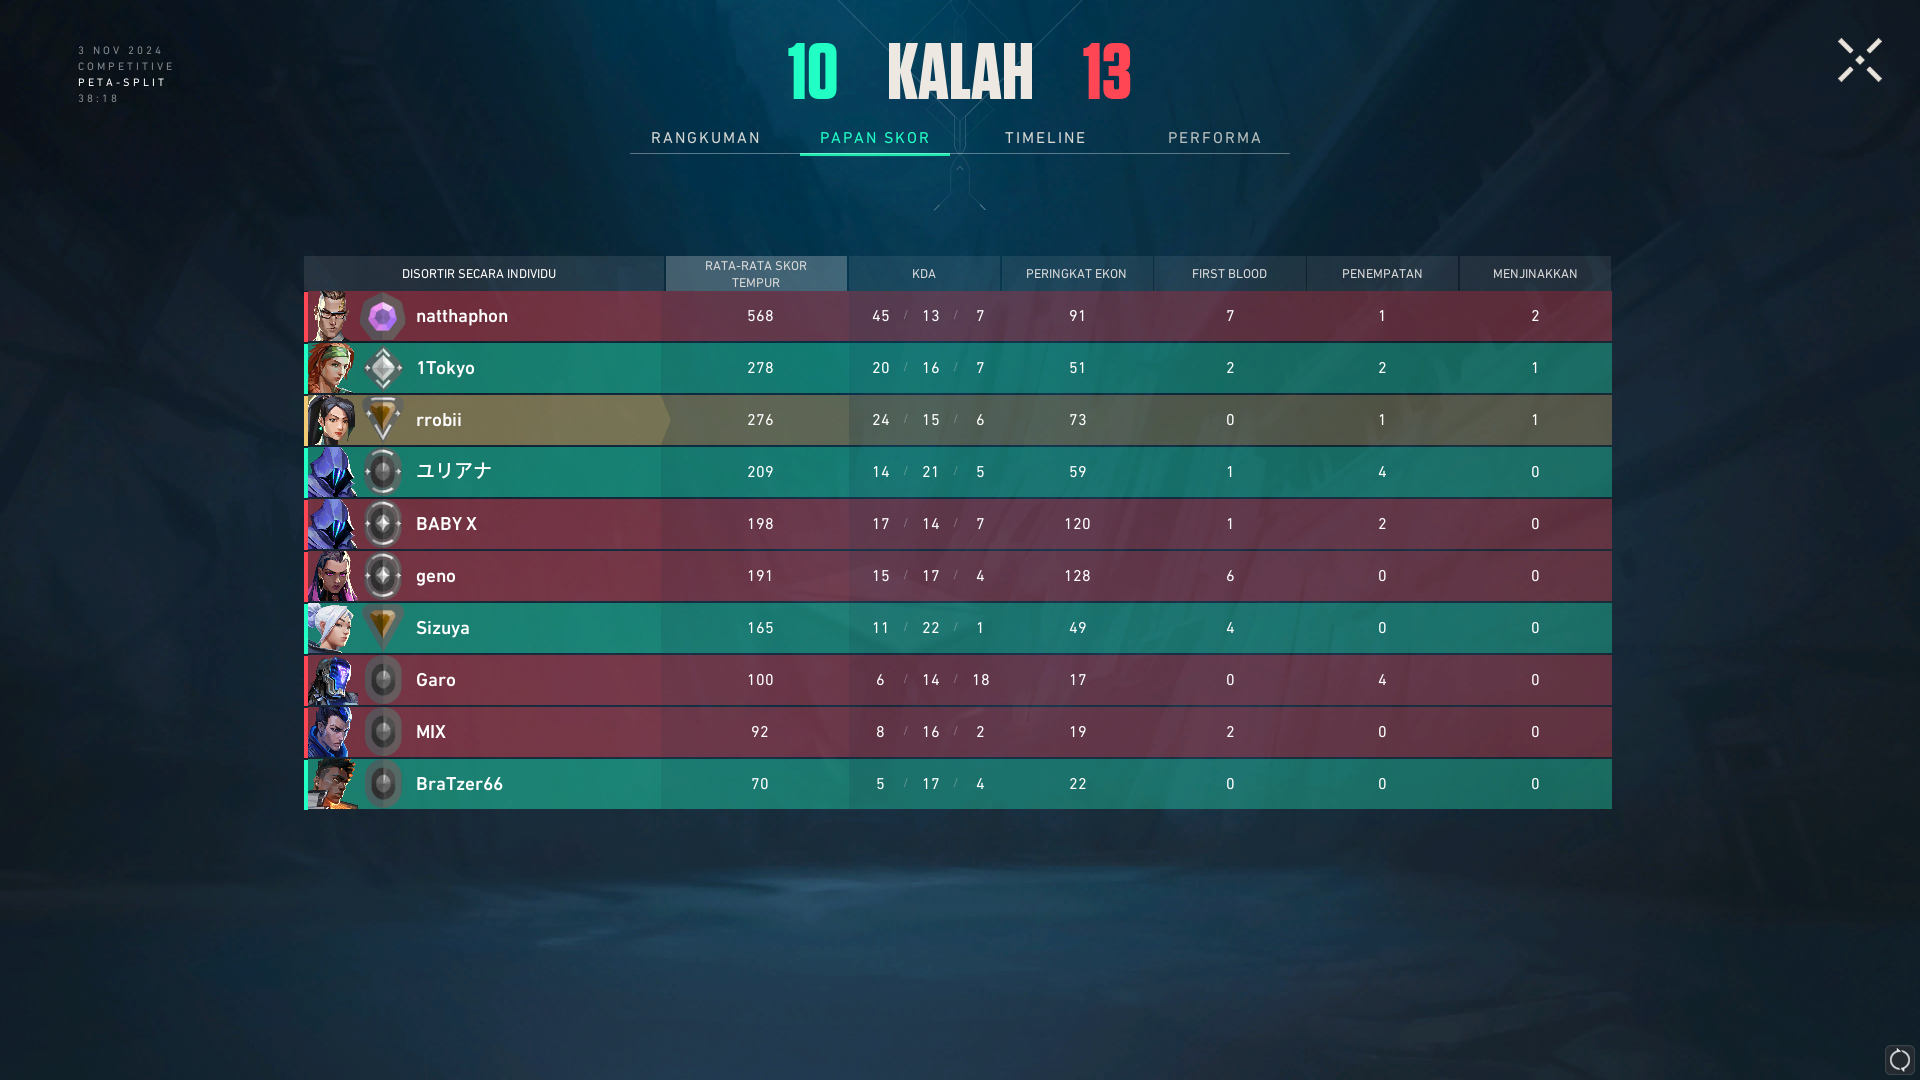 3 NOV 2024
COMPETITIVE
PETA-SPLIT
38:18
10 KALAH 13
RANGKUMAN PAPAN SKOR TIMELINE PERFORMA
DISORTIR SECARA INDIVIDU RATA-RATA SKOR TEMPUR KDA PERINGKAT EKON FIRST BLOOD PENEMPATAN MENJINAKKAN
natthaphon 568 45 / 13 / 7 91 7 1 2
1Tokyo 278 20 / 16 / 7 51 2 2 1
rrobii 276 24 / 15 / 6 73 0 1 1
ユリアナ 209 14 / 21 / 5 59 1 4 0
BABY X 198 17 / 14 / 7 120 1 2 0
geno 191 15 / 17 / 4 128 6 0 0
Sizuya 165 11 / 22 / 1 49 4 0 0
Garo 100 6 / 14 / 18 17 0 4 0
MIX 92 8 / 16 / 2 19 2 0 0
BraTzer66 70 5 / 17 / 4 22 0 0 0